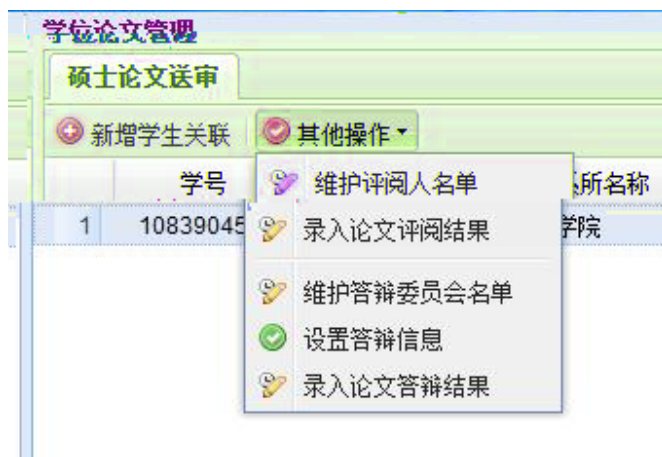 学位论文管理
硕士论文送审
新增学生关联 其他操作
学号 所名称
维护评阅人名单
1 10839045 学院
录入论文评阅结果
维护答辩委员会名单
设置答辩信息
录入论文答辩结果